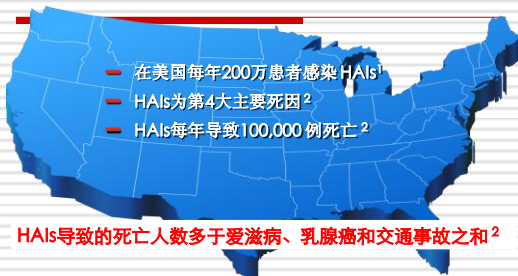 在美国每年200万患者感染HAIs¹
HAIs为第4大主要死因²
HAIs每年导致100,000 例死亡²
HAIs导致的死亡人数多于爱滋病、乳腺癌和交通事故之和²